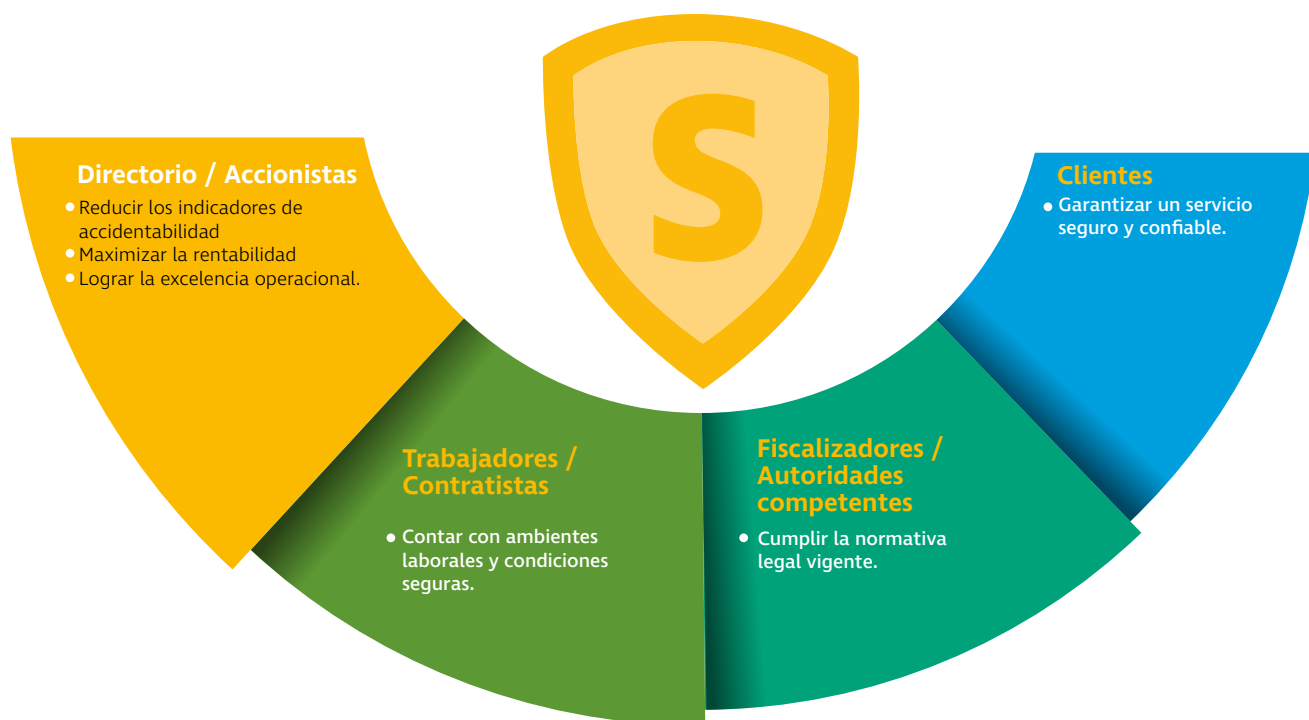 S
Directorio / Accionistas
Reducir los indicadores de
accidentabilidad
Maximizar la rentabilidad
Lograr la excelencia operacional.
Trabajadores /
Contratistas
Contar con ambientes
laborales y condiciones
seguras.
Fiscalizadores /
Autoridades
competentes
Cumplir la normativa
legal vigente.
Clientes
Garantizar un servicio
seguro y confiable.